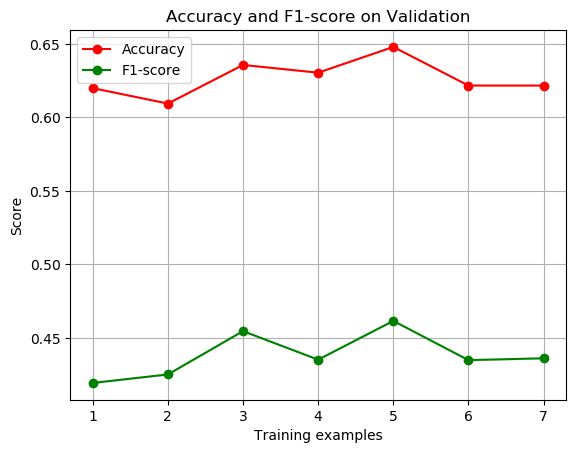 Accuracy and F1-score on Validation
Accuracy
F1-score
0.65
0.60
0.55
0.50
0.45
Score
1 2 3 4 5 6 7
Training examples